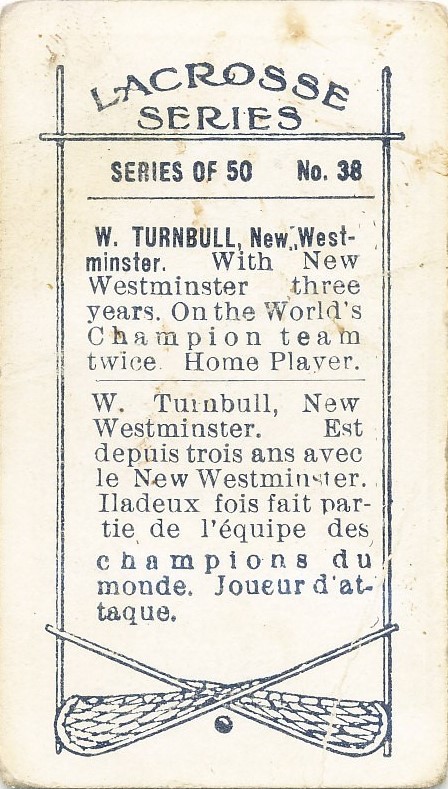 LACROSSE
SERIES
SERIES OF 50 No. 38
W. TURNBULL, New West-
minster. With New
Westminster three
years. On the World's
Champion team
twice. Home Player.
W. Turnbull, New
Westminster. Est
depuis trois ans avec
le New Westminster.
Iladeux fois fait par-
tie de l'équipe des
champions du
monde. Joueur d'at-
taque.